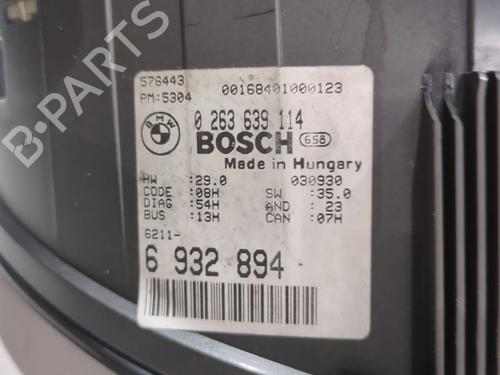 576443
PM:5304 00168401000123
BMW 0 263 639 114
BOSCH 658
Made in Hungary
HW :29.0 030930
CODE :08H SW :35.0
DIAG :54H AND : 23
BUS :13H CAN :07H
6211-
6 932 894
B-PARTS